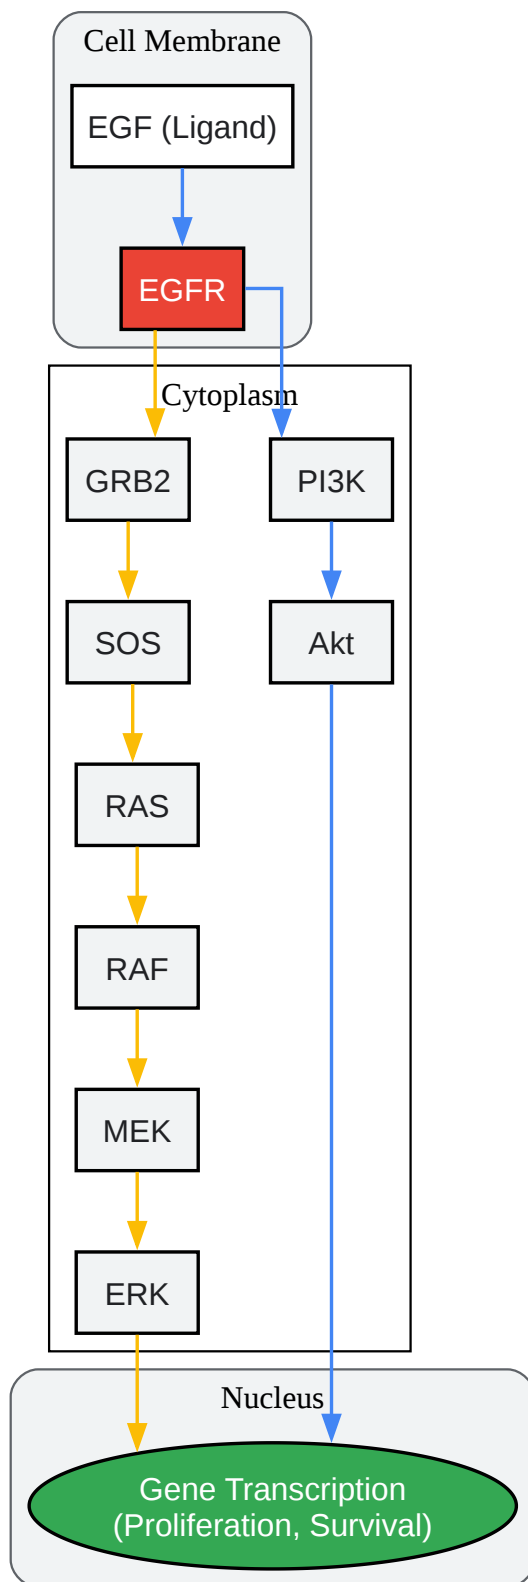 Cell Membrane
EGF (Ligand)
EGFR
Cytoplasm
GRB2
PI3K
SOS
Akt
RAS
RAF
MEK
ERK
Nucleus
Gene Transcription
(Proliferation, Survival)